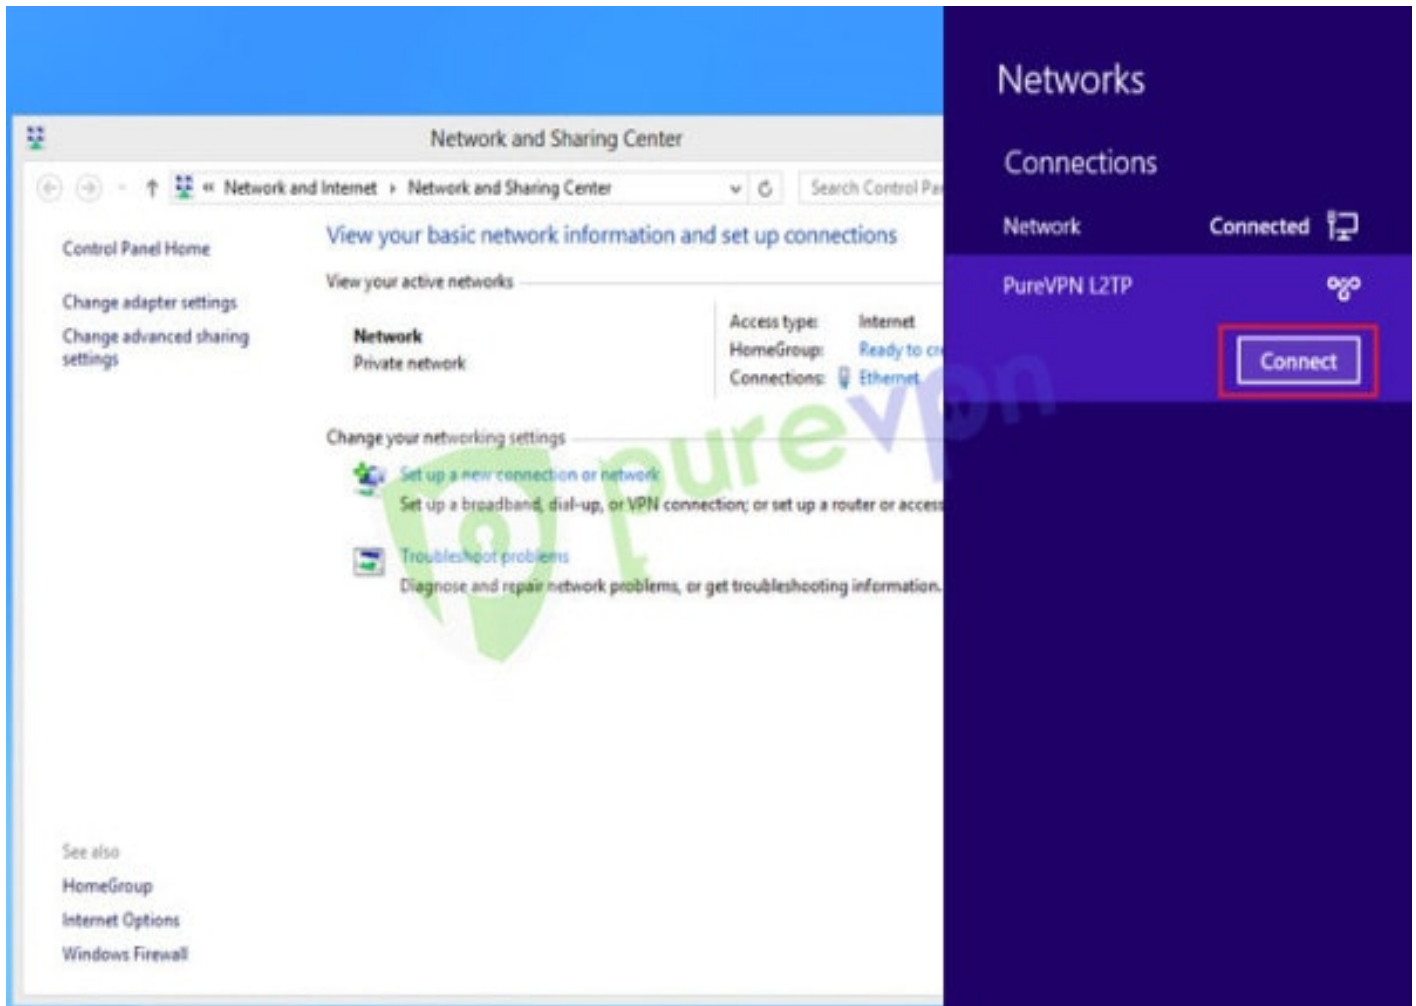 Network and Sharing Center
« Network and Internet Network and Sharing Center
Search Control Pa
Control Panel Home
Change adapter settings
Change advanced sharing
settings
View your basic network information and set up connections
View your active networks
Network
Private network
Access type: Internet
HomeGroup: Ready to cr
Connections: Ethernet
Change your networking settings
Set up a new connection or network
Set up a broadband, dial-up, or VPN connection; or set up a router or access
Troubleshoot problems
Diagnose and repair network problems, or get troubleshooting information.
See also
HomeGroup
Internet Options
Windows Firewall
purevpn
Networks
Connections
Network Connected
PureVPN L2TP
Connect